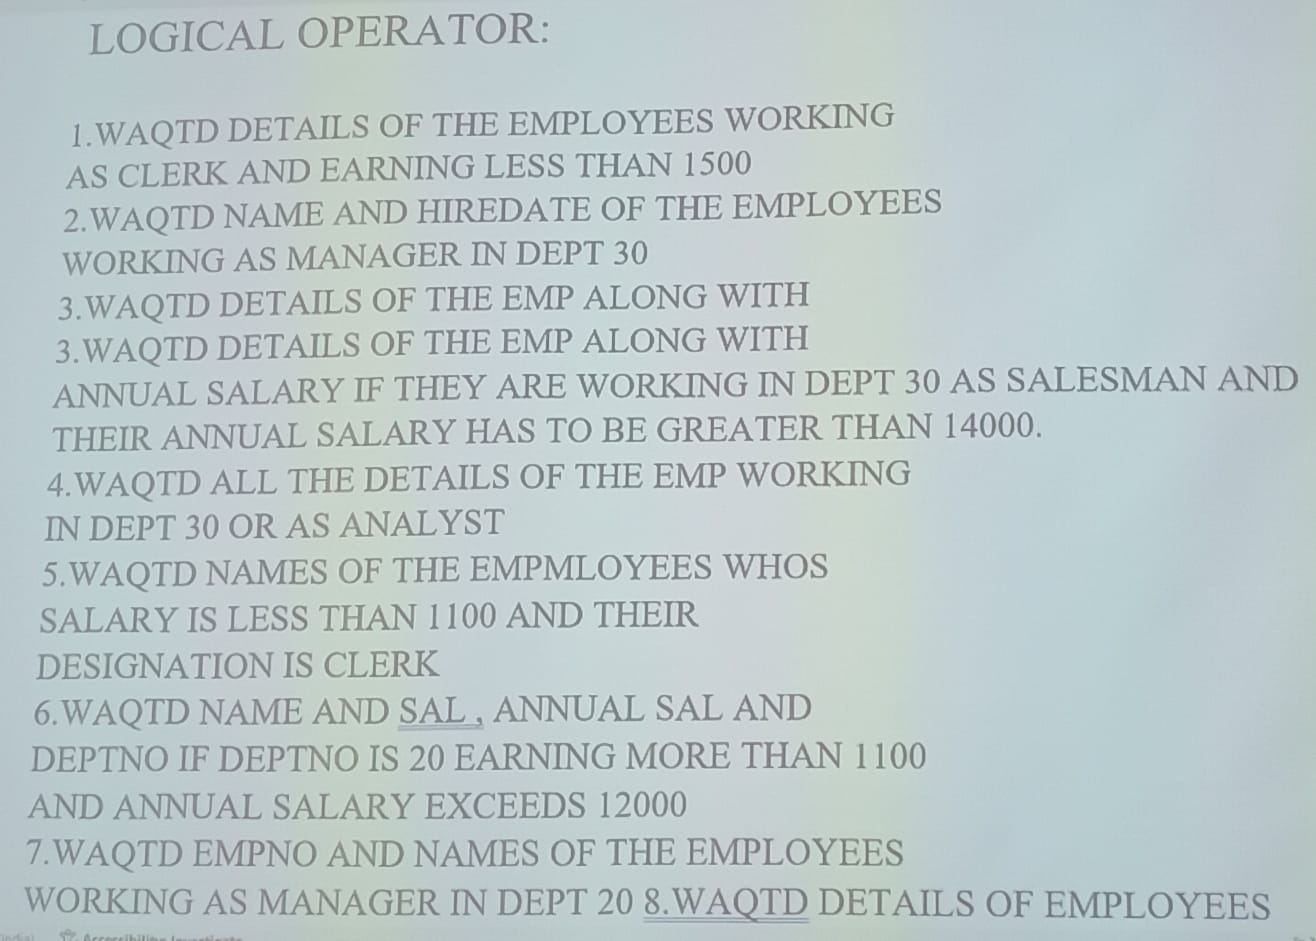 LOGICAL OPERATOR:
1.WAQTD DETAILS OF THE EMPLOYEES WORKING
AS CLERK AND EARNING LESS THAN 1500
2.WAQTD NAME AND HIREDATE OF THE EMPLOYEES
WORKING AS MANAGER IN DEPT 30
3.WAQTD DETAILS OF THE EMP ALONG WITH
3.WAQTD DETAILS OF THE EMP ALONG WITH
ANNUAL SALARY IF THEY ARE WORKING IN DEPT 30 AS SALESMAN AND
THEIR ANNUAL SALARY HAS TO BE GREATER THAN 14000.
4.WAQTD ALL THE DETAILS OF THE EMP WORKING
IN DEPT 30 OR AS ANALYST
5.WAQTD NAMES OF THE EMPMLOYEES WHOS
SALARY IS LESS THAN 1100 AND THEIR
DESIGNATION IS CLERK
6.WAQTD NAME AND SAL , ANNUAL SAL AND
DEPTNO IF DEPTNO IS 20 EARNING MORE THAN 1100
AND ANNUAL SALARY EXCEEDS 12000
7.WAQTD EMPNO AND NAMES OF THE EMPLOYEES
WORKING AS MANAGER IN DEPT 20 8.WAQTD DETAILS OF EMPLOYEES